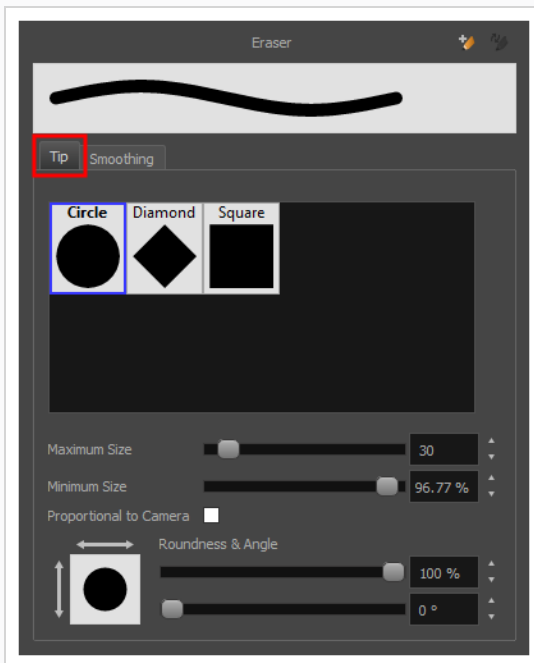 Eraser
Tip Smoothing
Circle Diamond Square
Maximum Size 30
Minimum Size 96.77 %
Proportional to Camera
Roundness & Angle
100 %
0 °